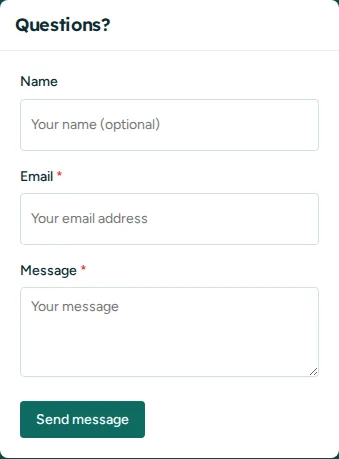 Questions?
Name
Your name (optional)
Email *
Your email address
Message *
Your message
Send message